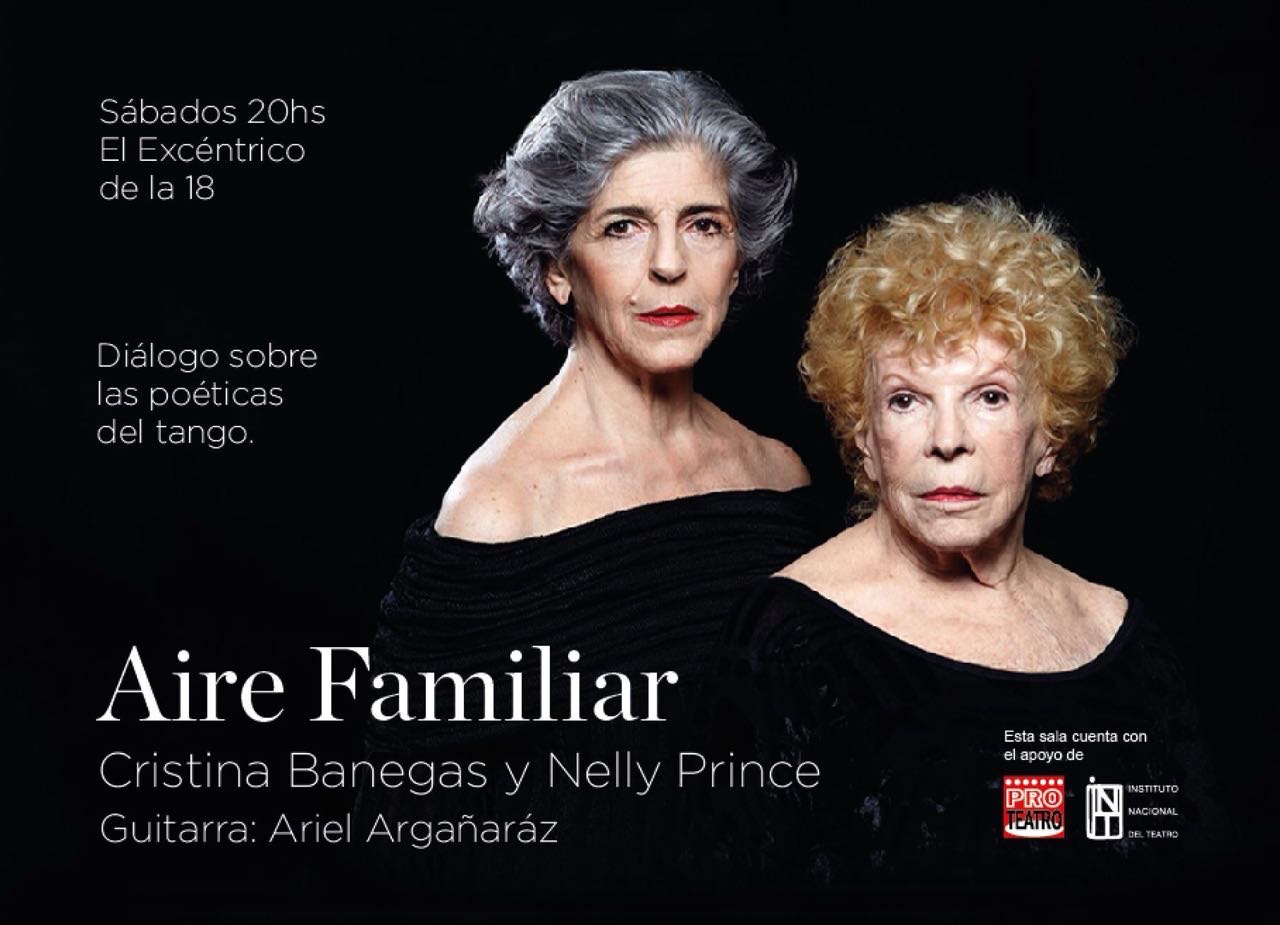 Sábados 20hs
El Excéntrico
de la 18
Diálogo sobre
las poéticas
del tango.
Aire Familiar
Cristina Banegas y Nelly Prince
Guitarra: Ariel Argañaráz
Esta sala cuenta con
el apoyo de
PRO
TEATRO
INT
INSTITUTO
NACIONAL
DEL TEATRO